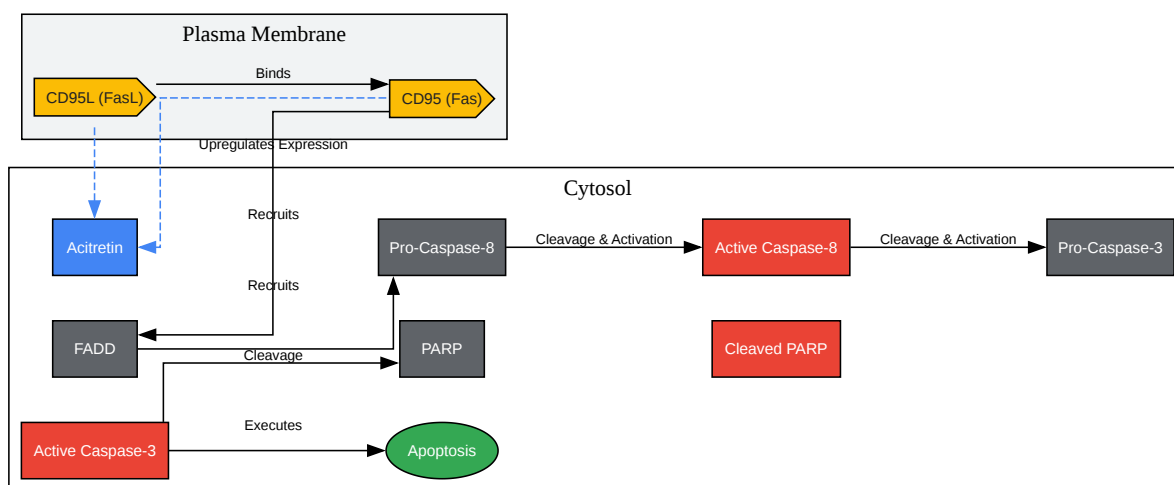 Plasma Membrane
Binds
CD95L (FasL)
CD95 (Fas)
Upregulates Expression
Cytosol
Recruits
Acitretin
Pro-Caspase-8
Cleavage & Activation
Active Caspase-8
Cleavage & Activation
Pro-Caspase-3
Recruits
FADD
Cleavage
PARP
Cleaved PARP
Active Caspase-3
Executes
Apoptosis